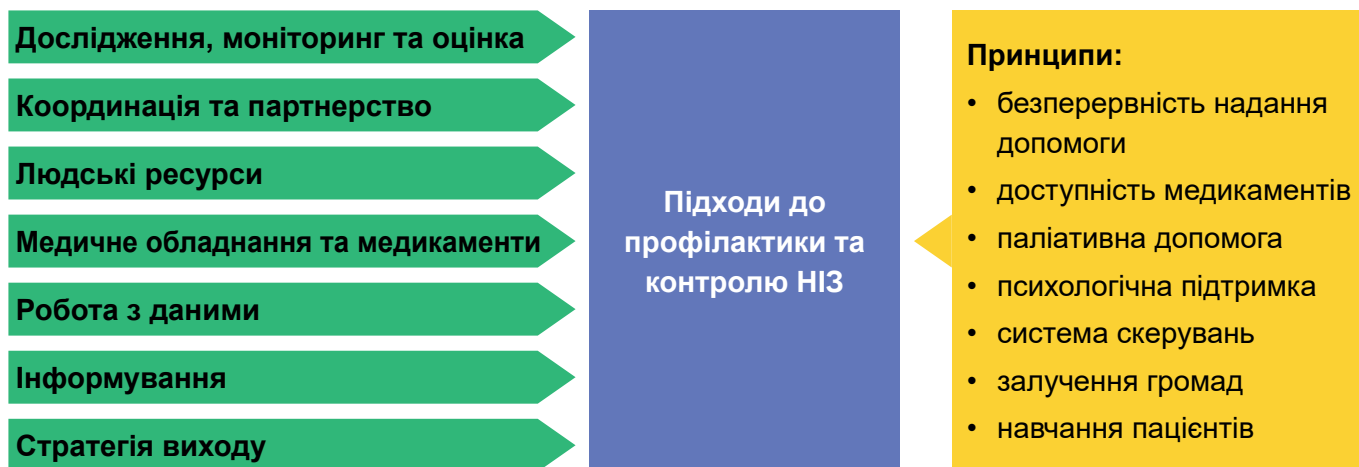 Дослідження, моніторинг та оцінка
Координація та партнерство
Людські ресурси
Медичне обладнання та медикаменти
Робота з даними
Інформування
Стратегія виходу
Підходи до
профілактики та
контролю НІЗ
Принципи:
• безперервність надання
допомоги
• доступність медикаментів
• паліативна допомога
• психологічна підтримка
• система скерувань
• залучення громад
• навчання пацієнтів